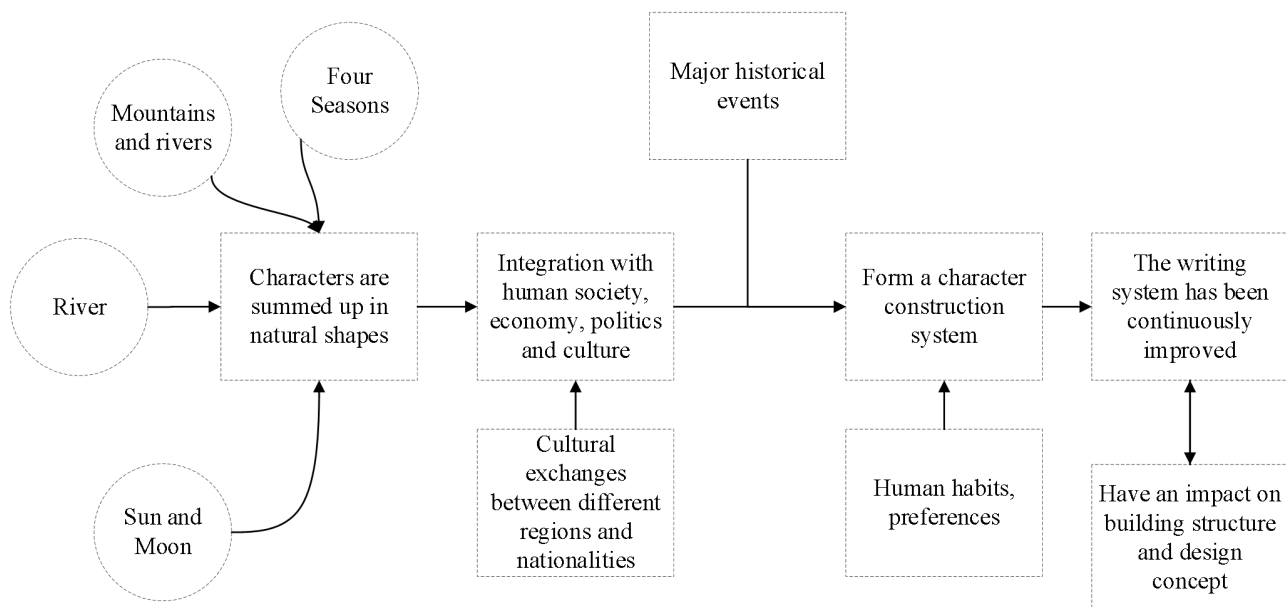 Four
Seasons
Mountains
and rivers
Major historical
events
River
Characters are
summed up in
natural shapes
Integration with
human society,
economy, politics
and culture
Form a character
construction
system
The writing
system has been
continuously
improved
Sun and
Moon
Cultural
exchanges
between different
regions and
nationalities
Human habits,
preferences
Have an impact on
building structure
and design
concept